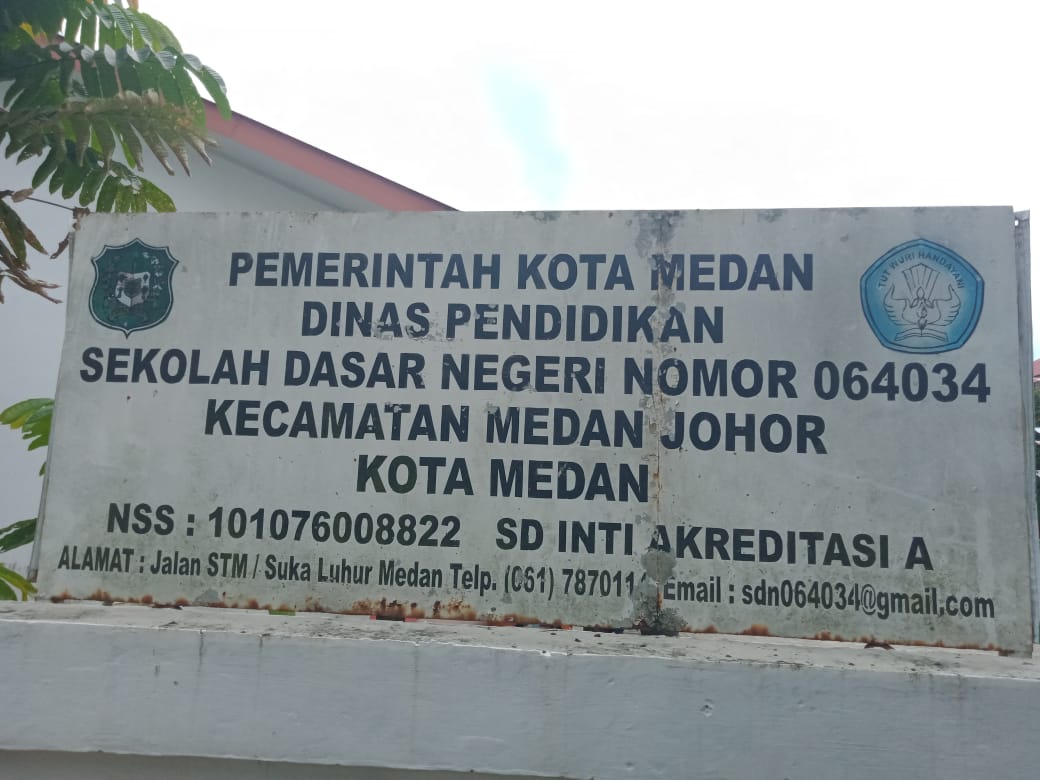 PEMERINTAH KOTA MEDAN
TUT WURI HANDAYANI
DINAS PENDIDIKAN
SEKOLAH DASAR NEGERI NOMOR 064034
KECAMATAN MEDAN JOHOR
KOTA MEDAN
NSS : 101076008822 SD INTI AKREDITASI A
ALAMAT : Jalan STM / Suka Luhur Medan Telp. (061) Email : sdn064034@gmail.com